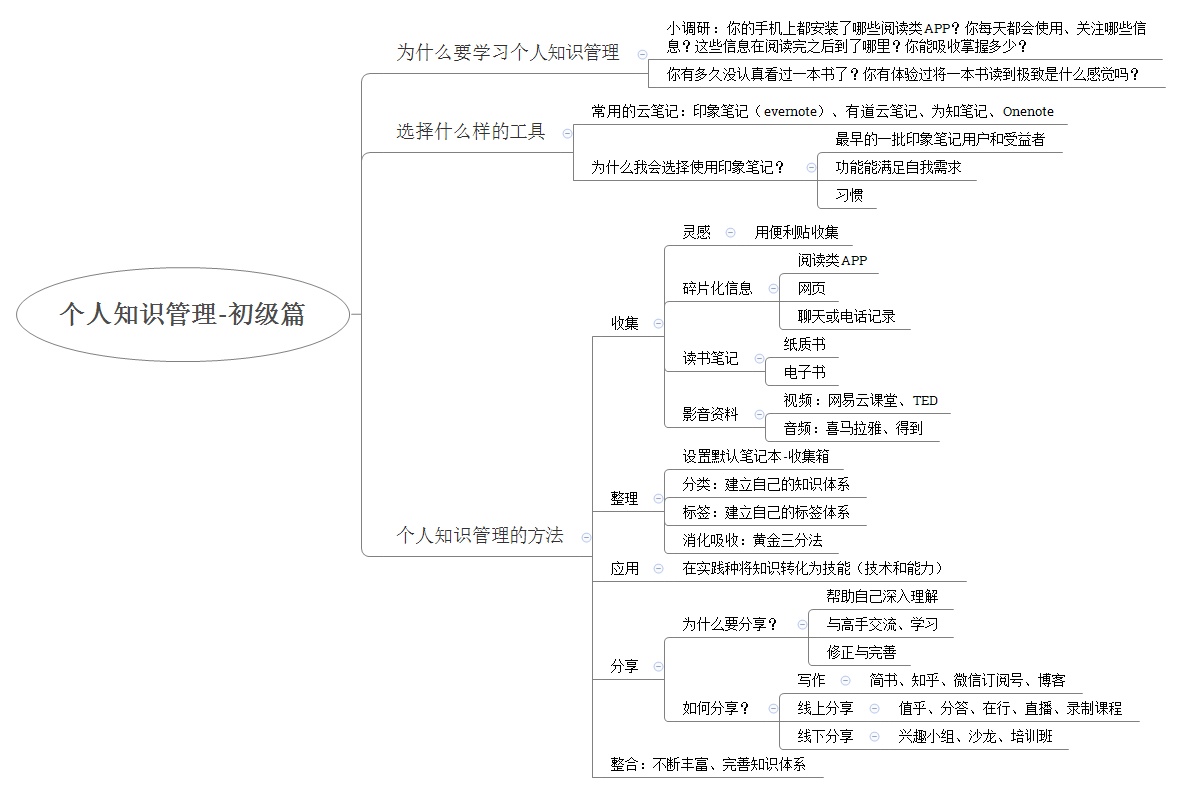 个人知识管理-初级篇
为什么要学习个人知识管理
小调研：你的手机上都安装了哪些阅读类APP？你每天都会使用、关注哪些信
息？这些信息在阅读完之后到了哪里？你能吸收掌握多少？
你有多久没认真看过一本书了？你有体验过将一本书读到极致是什么感觉吗？
选择什么样的工具
常用的云笔记：印象笔记（evernote）、有道云笔记、为知笔记、Onenote
为什么我会选择使用印象笔记？
最早的一批印象笔记用户和受益者
功能能满足自我需求
习惯
个人知识管理的方法
收集
灵感
用便利贴收集
碎片化信息
阅读类APP
网页
聊天或电话记录
读书笔记
纸质书
电子书
影音资料
视频：网易云课堂、TED
音频：喜马拉雅、得到
整理
设置默认笔记本-收集箱
分类：建立自己的知识体系
标签：建立自己的标签体系
消化吸收：黄金三分法
应用
在实践种将知识转化为技能（技术和能力）
分享
为什么要分享？
帮助自己深入理解
与高手交流、学习
修正与完善
如何分享？
写作
简书、知乎、微信订阅号、博客
线上分享
值乎、分答、在行、直播、录制课程
线下分享
兴趣小组、沙龙、培训班
整合：不断丰富、完善知识体系